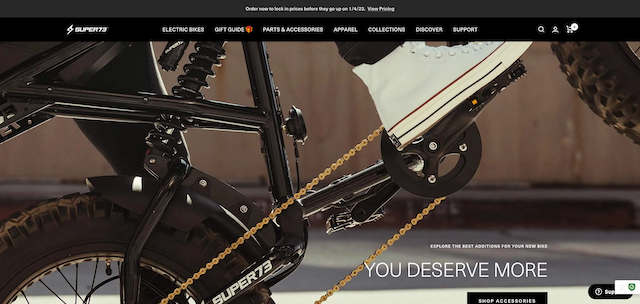 Order now to lock in prices before they go up on 1/4/23. View Pricing
SUPER73
ELECTRIC BIKES GIFT GUIDE PARTS & ACCESSORIES APPAREL COLLECTIONS DISCOVER SUPPORT
0
EXPLORE THE BEST ADDITIONS FOR YOUR NEW BIKE
YOU DESERVE MORE
SUPER73
SHOP ACCESSORIES